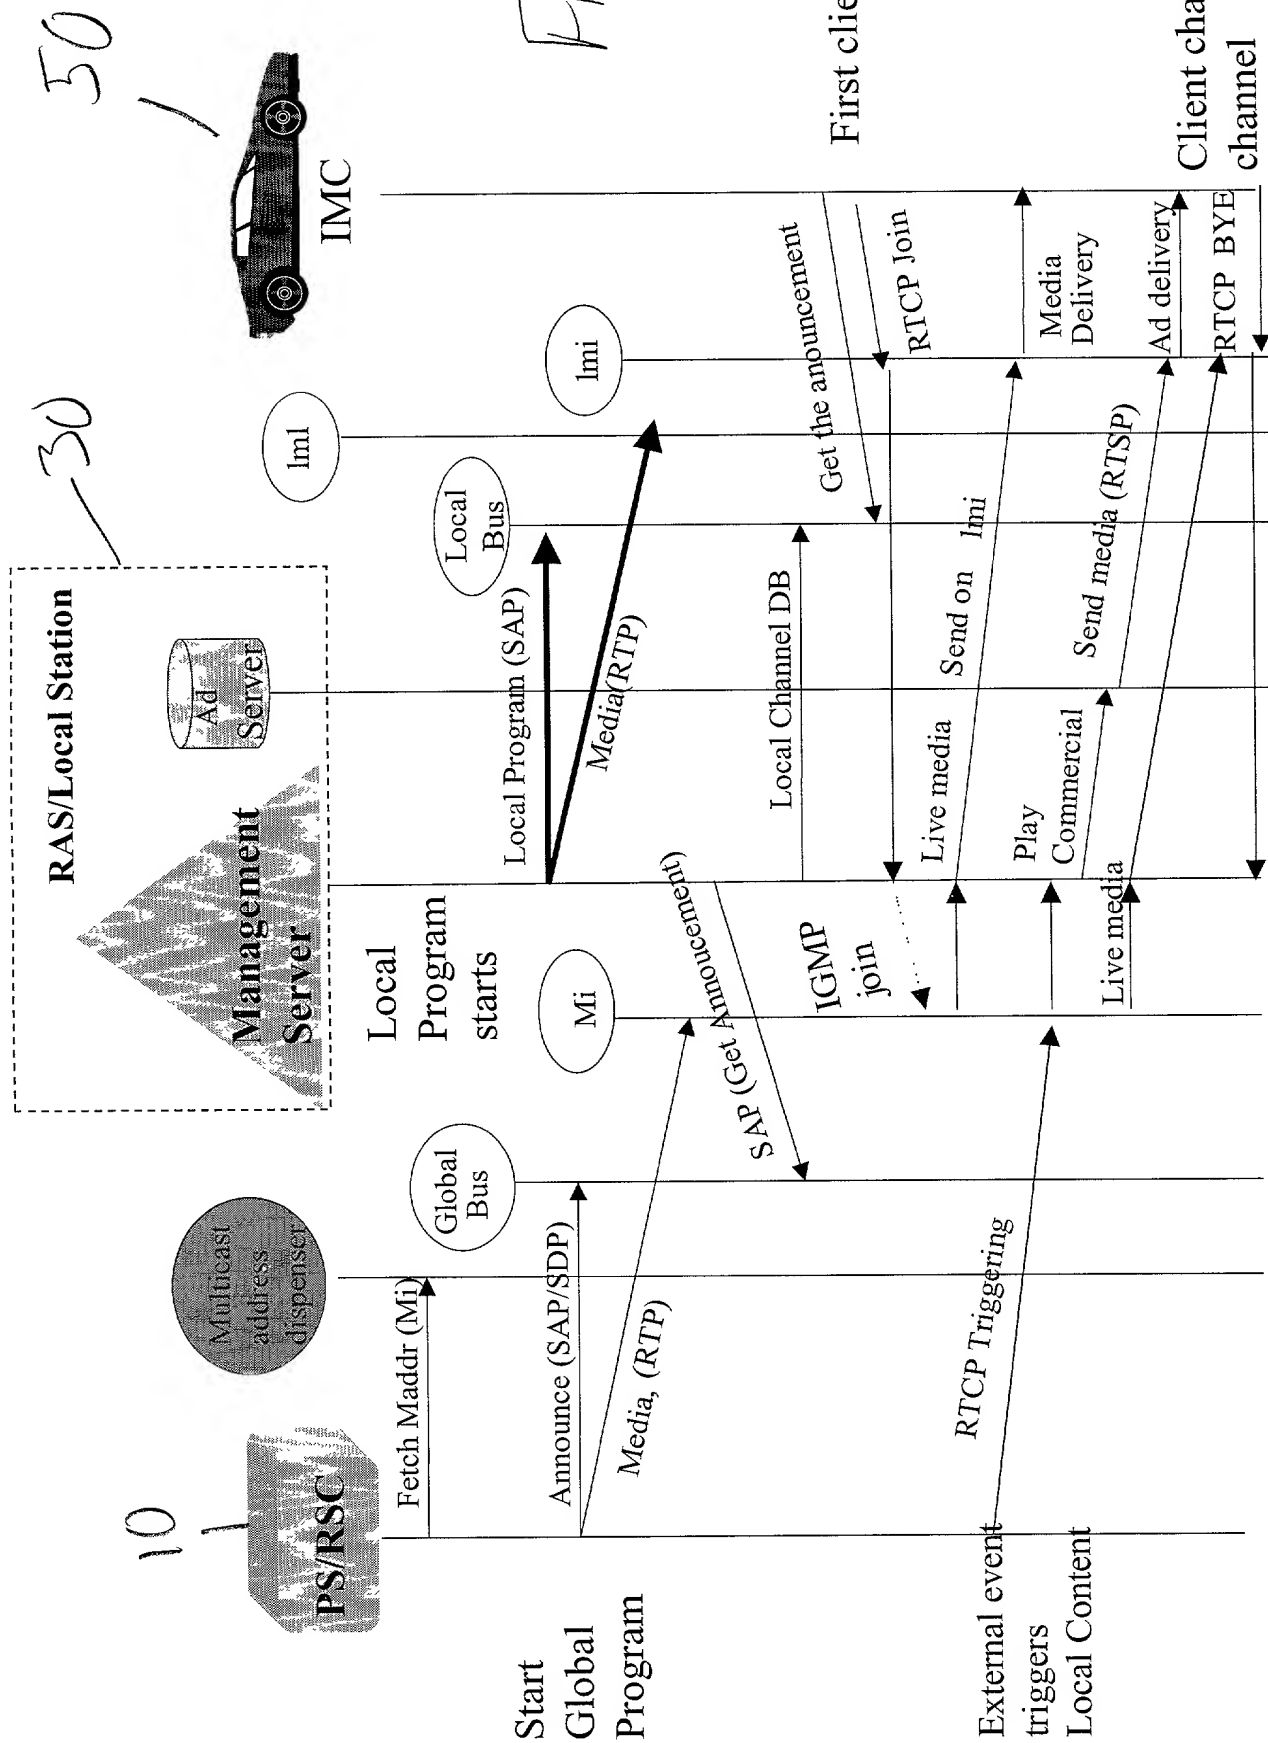 10
30
50
PS/RSC
Multicast
address
dispenser
RAS/Local Station
Management
Server
Ad
Server
IMC
Global
Bus
Mi
Local
Bus
lml
lmi
Local
Program
starts
Start
Global
Program
Fetch Maddr (Mi)
Announce (SAP/SDP)
Media, (RTP)
Local Program (SAP)
Media(RTP)
SAP (Get Annoucement)
Local Channel DB
Get the anouncement
First clie
RTCP Join
IGMP
join
Live media
Send on lmi
Media
Delivery
External event
triggers
Local Content
RTCP Triggering
Play
Commercial
Send media (RTSP)
Ad delivery
Live media
RTCP BYE
Client cha
channel